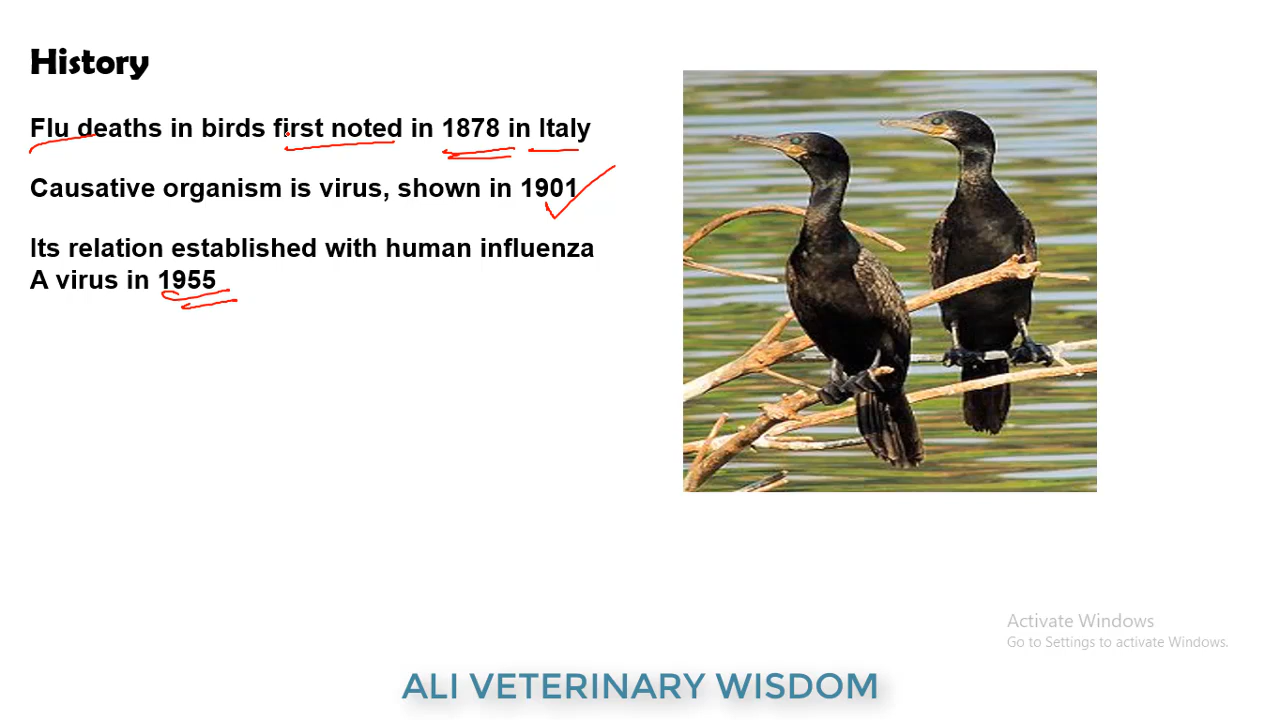 History
Flu deaths in birds first noted in 1878 in Italy
Causative organism is virus, shown in 1901
Its relation established with human influenza
A virus in 1955
Activate Windows
Go to Settings to activate Windows.
ALI VETERINARY WISDOM